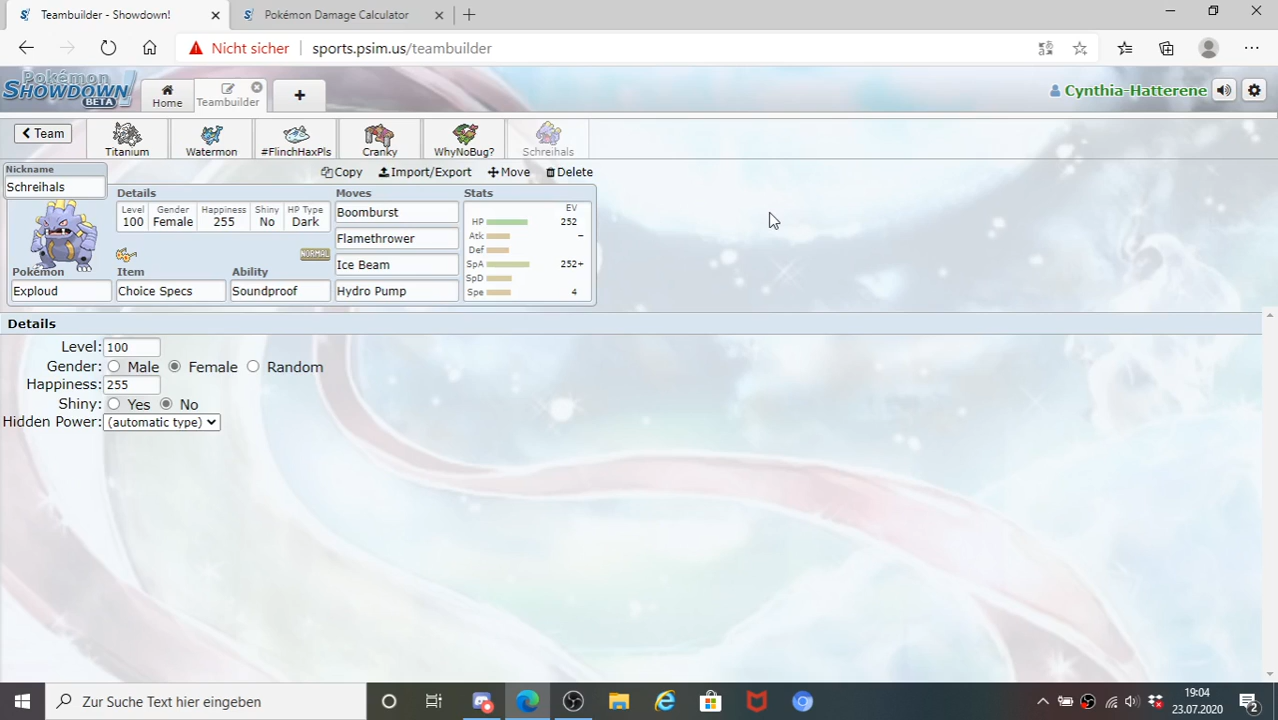 Teambuilder - Showdown!
Pokémon Damage Calculator
Nicht sicher
sports.psim.us/teambuilder
Pokémon
SHOWDOWN!
BETA
Home
Teambuilder
Cynthia-Hatterene
Team
Titanium
Watermon
#FlinchHaxPls
Cranky
WhyNoBug?
Schreihals
Copy Import/Export Move Delete
Nickname
Schreihals
Pokémon
Exploud
Details
Level Gender Happiness Shiny HP Type
100 Female 255 No Dark
NORMAL
Item Ability
Choice Specs Soundproof
Moves
Boomburst
Flamethrower
Ice Beam
Hydro Pump
Stats
EV
HP 252
Atk −
Def
SpA 252+
SpD
Spe 4
Details
Level: 100
Gender: Male Female Random
Happiness: 255
Shiny: Yes No
Hidden Power: (automatic type)
Zur Suche Text hier eingeben
19:04
23.07.2020
2